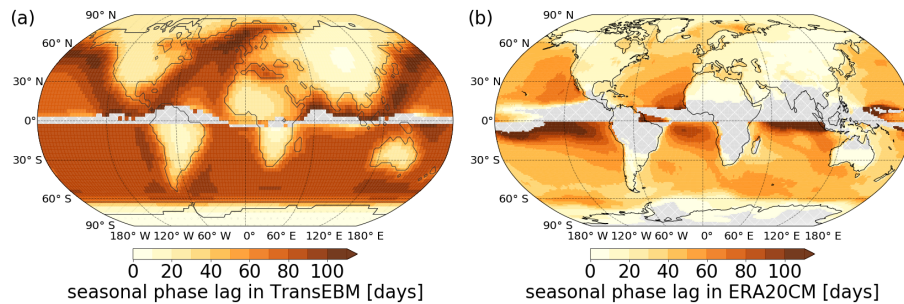 (a)
90° N
60° N
30° N
0°
30° S
60° S
90° S
180° W 120° W 60° W 0° 60° E 120° E 180° E
0 20 40 60 80 100
seasonal phase lag in TransEBM [days]
(b)
90° N
60° N
30° N
0°
30° S
60° S
90° S
180° W 120° W 60° W 0° 60° E 120° E 180° E
0 20 40 60 80 100
seasonal phase lag in ERA20CM [days]